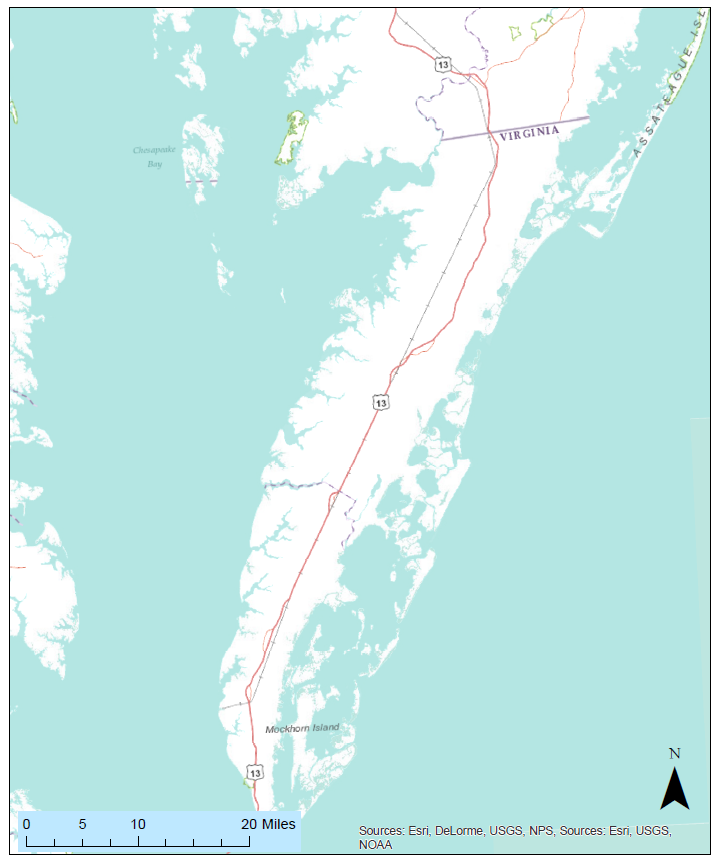 13
ASSATEAGUE ISL
VIRGINIA
Chesapeake
Bay
13
Mockhorn Island
13
N
0 5 10 20 Miles
Sources: Esri, DeLorme, USGS, NPS, Sources: Esri, USGS,
NOAA